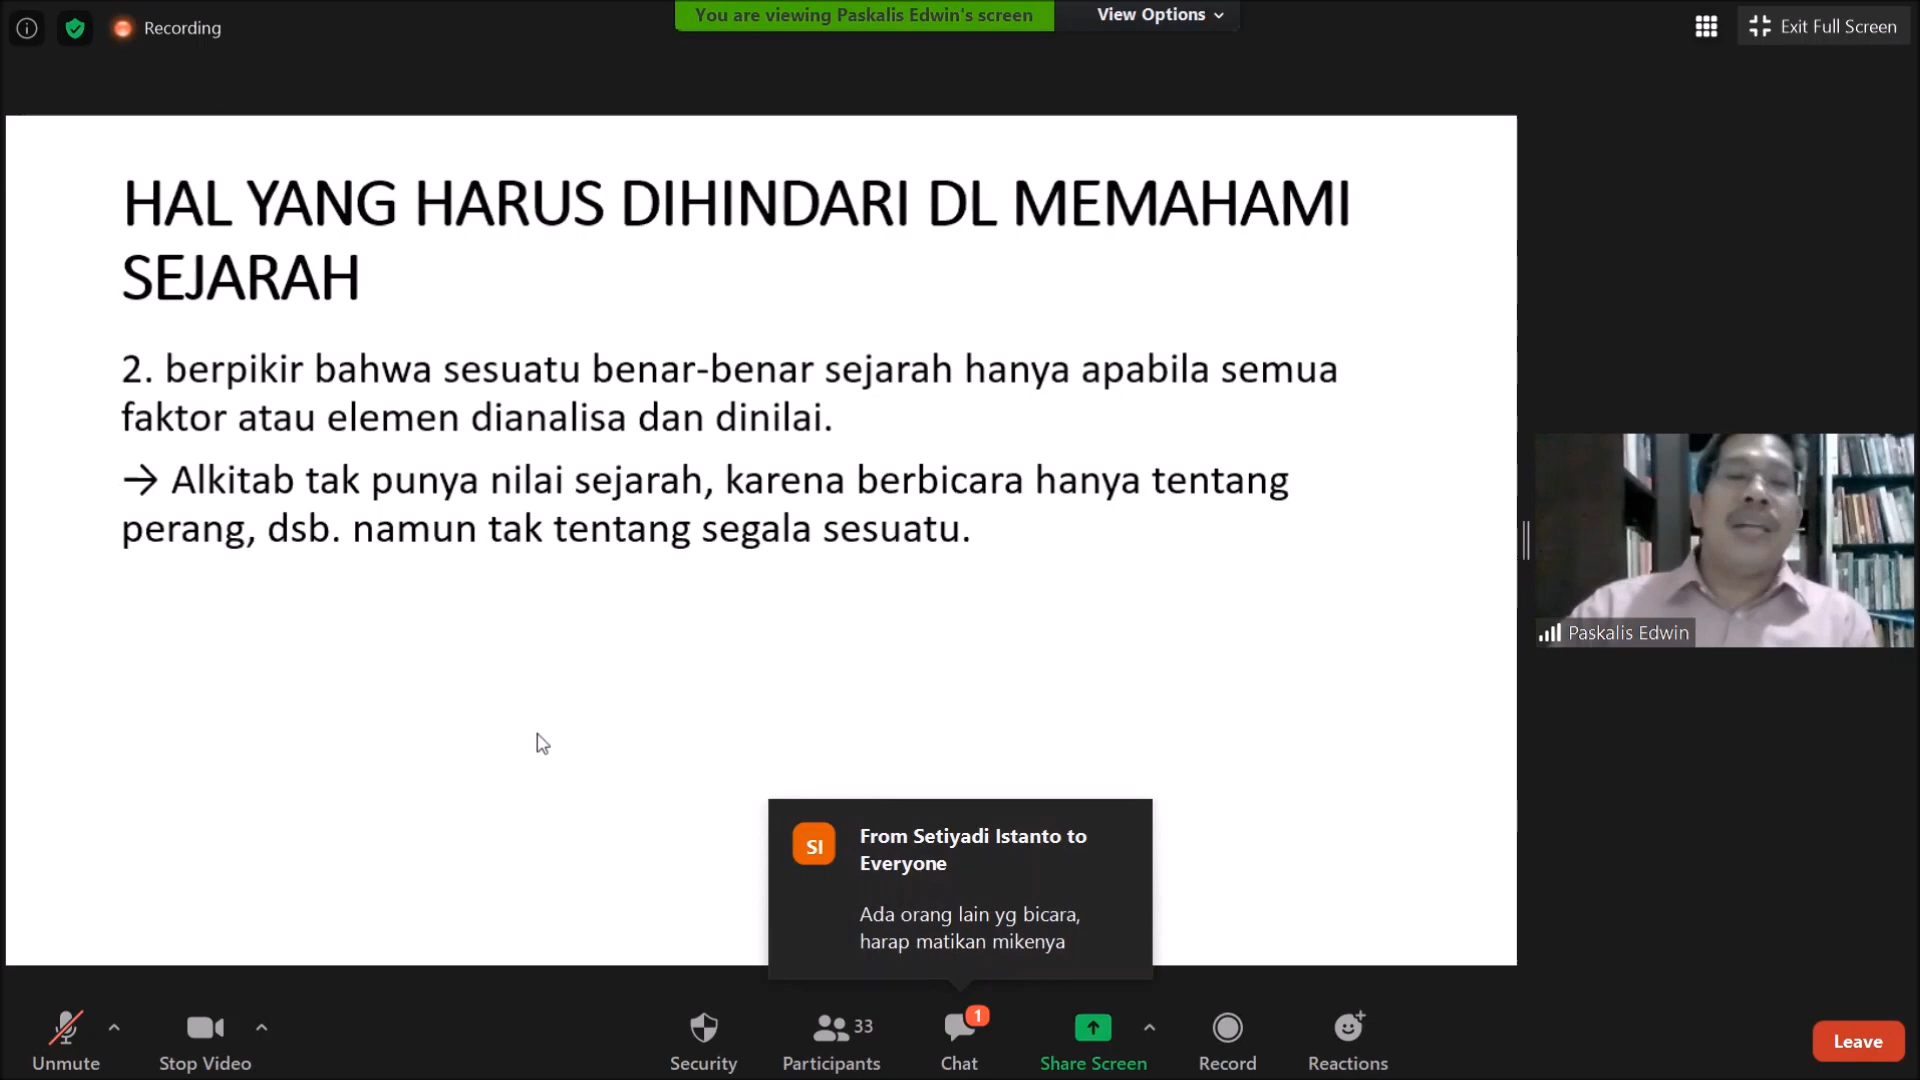 Recording
You are viewing Paskalis Edwin's screen
View Options
Exit Full Screen
HAL YANG HARUS DIHINDARI DL MEMAHAMI
SEJARAH
2. berpikir bahwa sesuatu benar-benar sejarah hanya apabila semua
faktor atau elemen dianalisa dan dinilai.
→ Alkitab tak punya nilai sejarah, karena berbicara hanya tentang
perang, dsb. namun tak tentang segala sesuatu.
Paskalis Edwin
SI
From Setiyadi Istanto to
Everyone
Ada orang lain yg bicara,
harap matikan mikenya
Unmute
Stop Video
Security
33
Participants
1
Chat
Share Screen
Record
Reactions
Leave